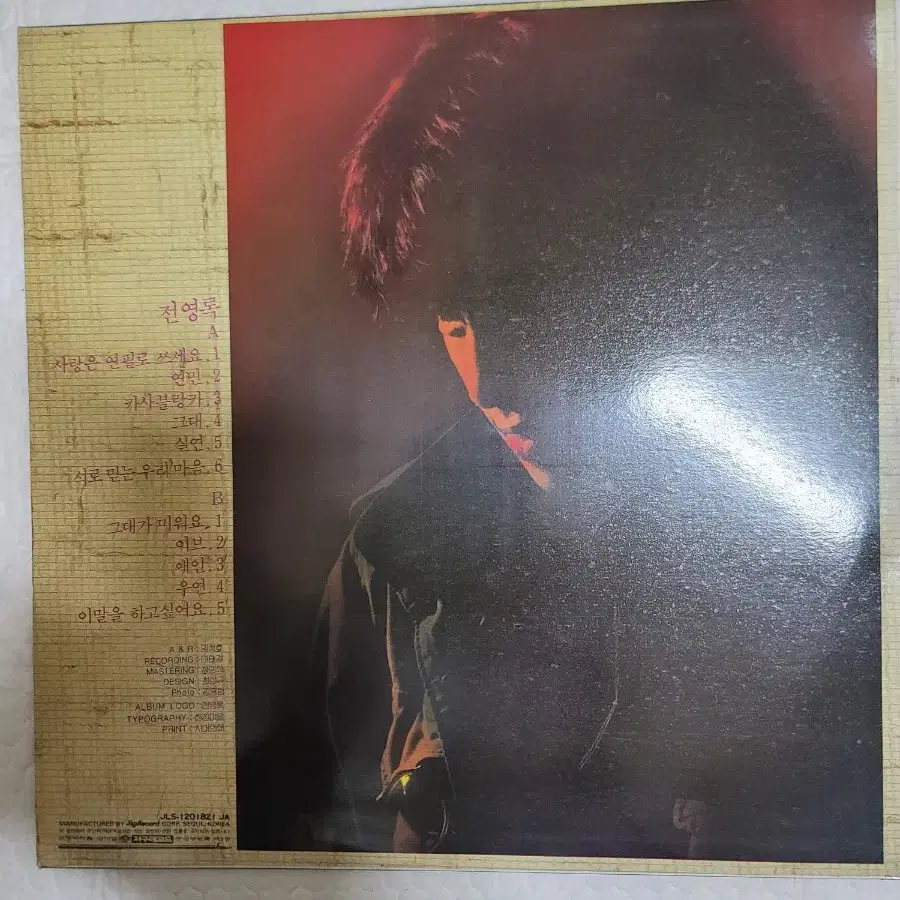 전영록
A
사랑은 연필로 쓰세요.1
연민.2
카사블랑카.3
그대.4
실연.5
서로 믿는 우리 마음.6
B
그대가 미워요.1
이브.2
애인.3
우연.4
이말을 하고싶어요.5
A & R :
RECORDING :
MASTERING :
DESIGN :
Photo :
ALBUM LOGO : 전영록
TYPOGRAPHY :
PRINT :
JLS-1201821 JA
MANUFACTURED BY JigRecord CORP. SEOUL-KOREA